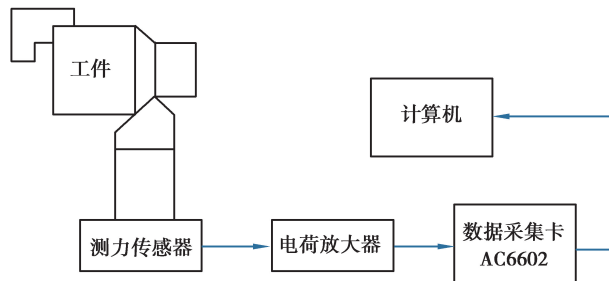 工件
计算机
测力传感器
电荷放大器
数据采集卡
AC6602